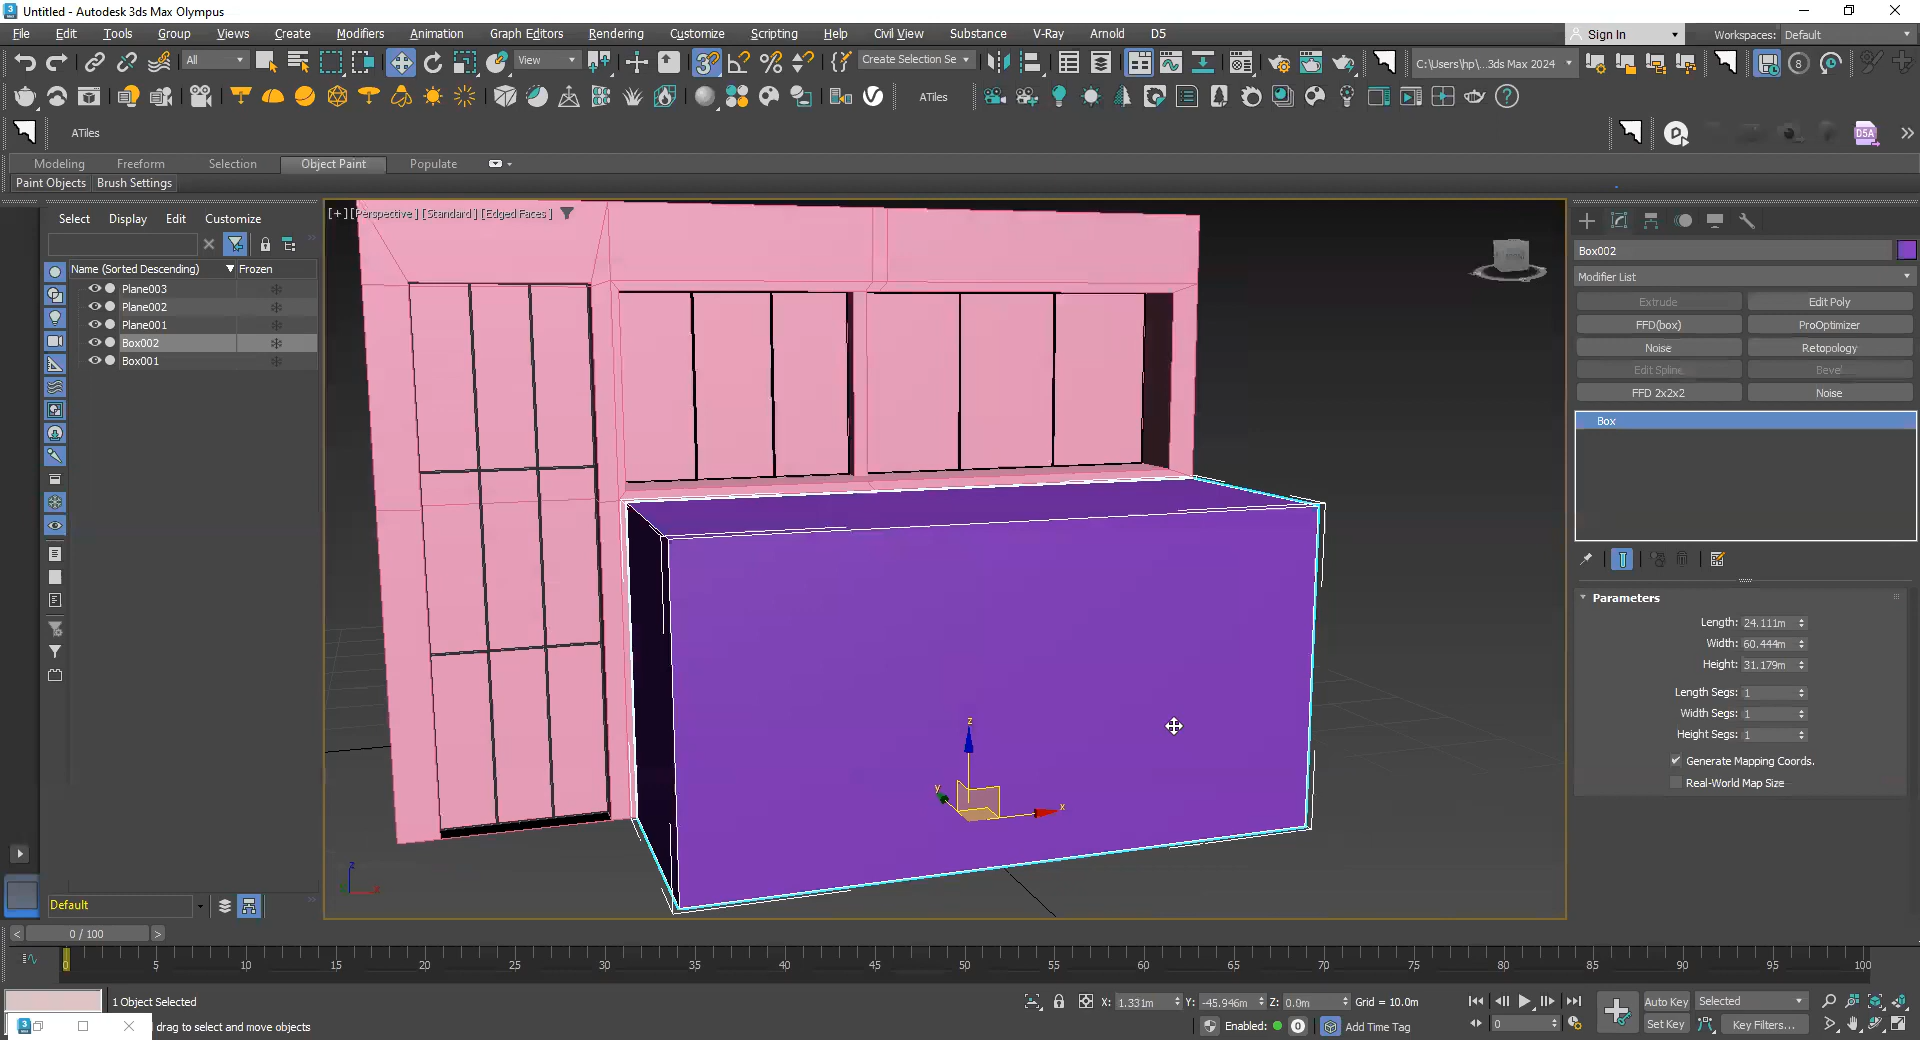 Untitled - Autodesk 3ds Max Olympus
File Edit Tools Group Views Create Modifiers Animation Graph Editors Rendering Customize Scripting Help Civil View Substance V-Ray Arnold D5 Sign In Workspaces: Default
All View Create Selection Se C:\Users\hp\...3ds Max 2024 8
ATiles
ATiles D5A
Modeling Freeform Selection Object Paint Populate
Paint Objects Brush Settings
Select Display Edit Customize
Name (Sorted Descending) Frozen
Plane003
Plane002
Plane001
Box002
Box001
[+] [Perspective] [Standard] [Edged Faces]
z
y
x
z
x
Box002
Modifier List
Extrude Edit Poly
FFD(box) ProOptimizer
Noise Retopology
Edit Spline Bevel
FFD 2x2x2 Noise
Box
Parameters
Length: 24.111m
Width: 60.444m
Height: 31.179m
Length Segs: 1
Width Segs: 1
Height Segs: 1
Generate Mapping Coords.
Real-World Map Size
Default
< 0 / 100 >
0 5 10 15 20 25 30 35 40 45 50 55 60 65 70 75 80 85 90 95 100
1 Object Selected X: 1.331m Y: -45.946m Z: 0.0m Grid = 10.0m Auto Key Selected
drag to select and move objects Enabled: 0 Add Time Tag 0 Set Key Key Filters...